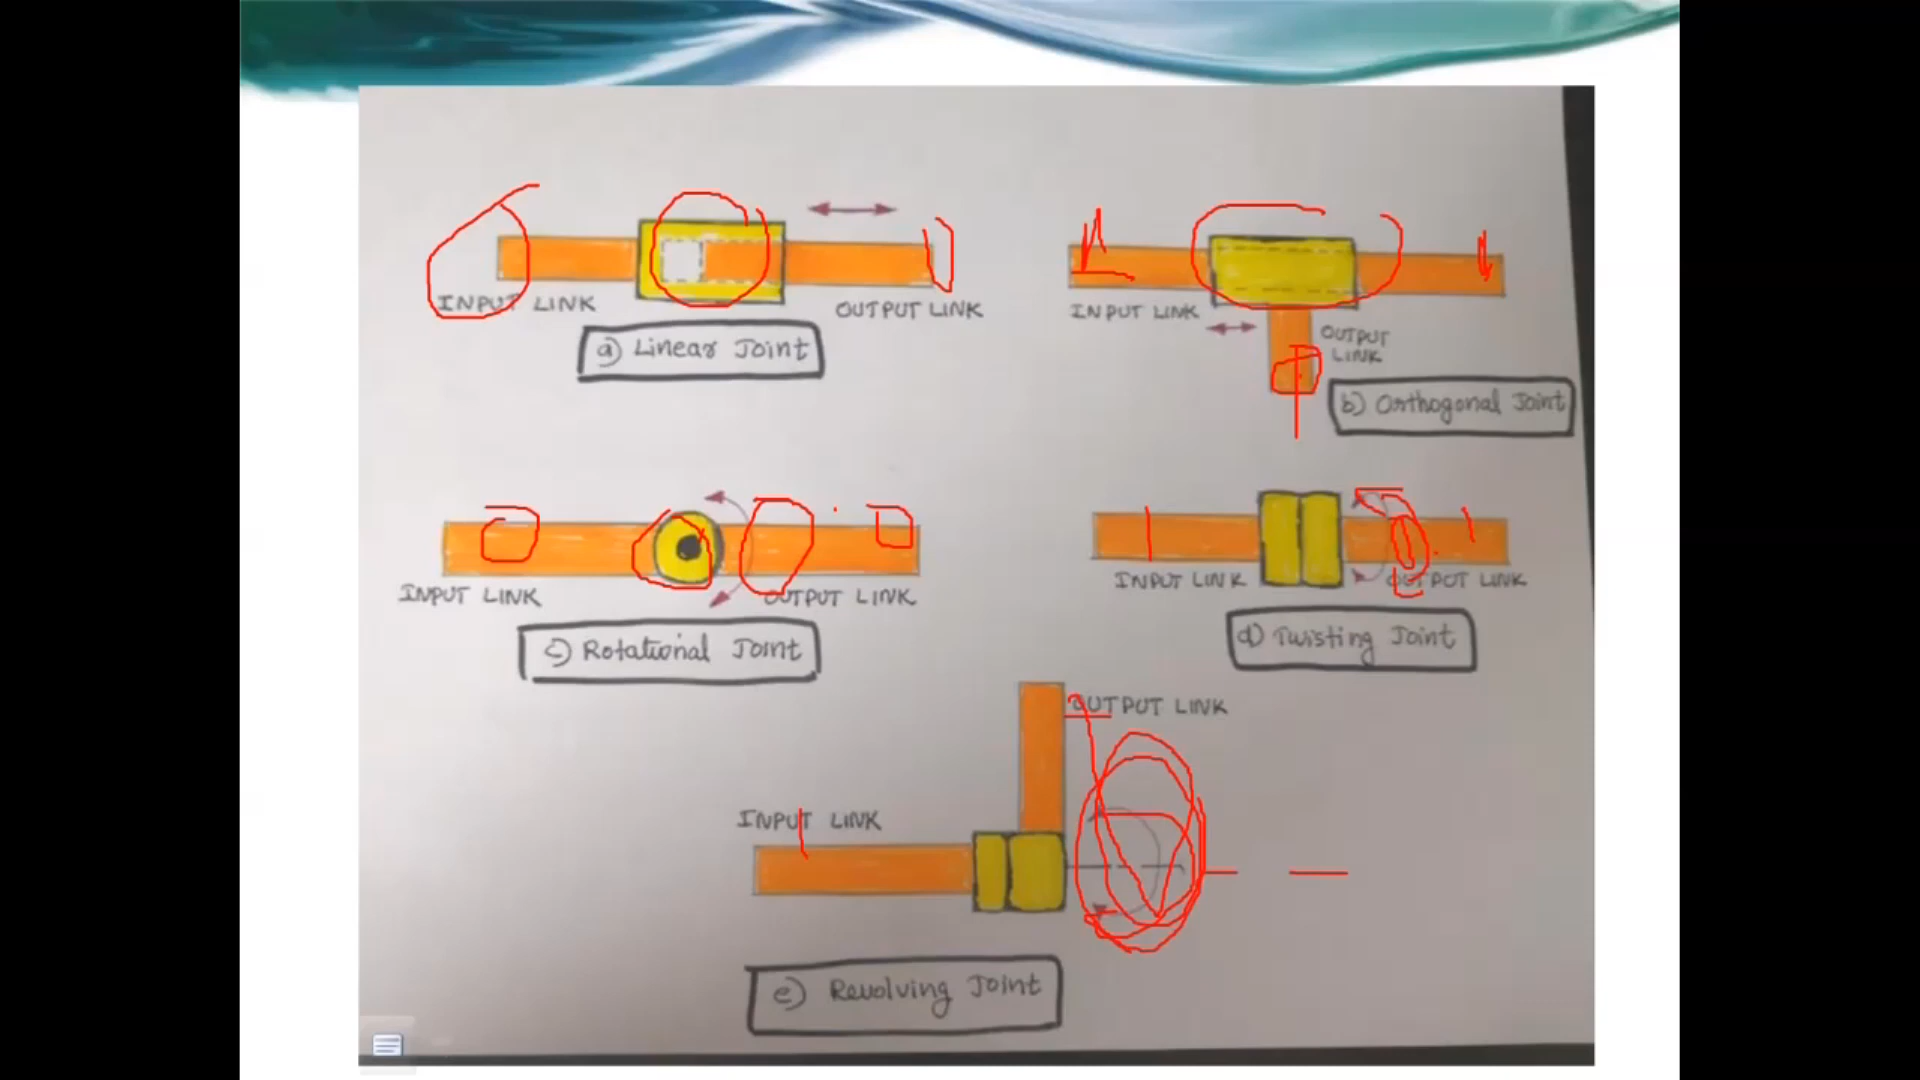 INPUT LINK
OUTPUT LINK
a) Linear Joint
INPUT LINK
OUTPUT
LINK
b) Orthogonal Joint
INPUT LINK
OUTPUT LINK
c) Rotational Joint
INPUT LINK
OUTPUT LINK
d) Twisting Joint
OUTPUT LINK
INPUT LINK
e) Revolving Joint